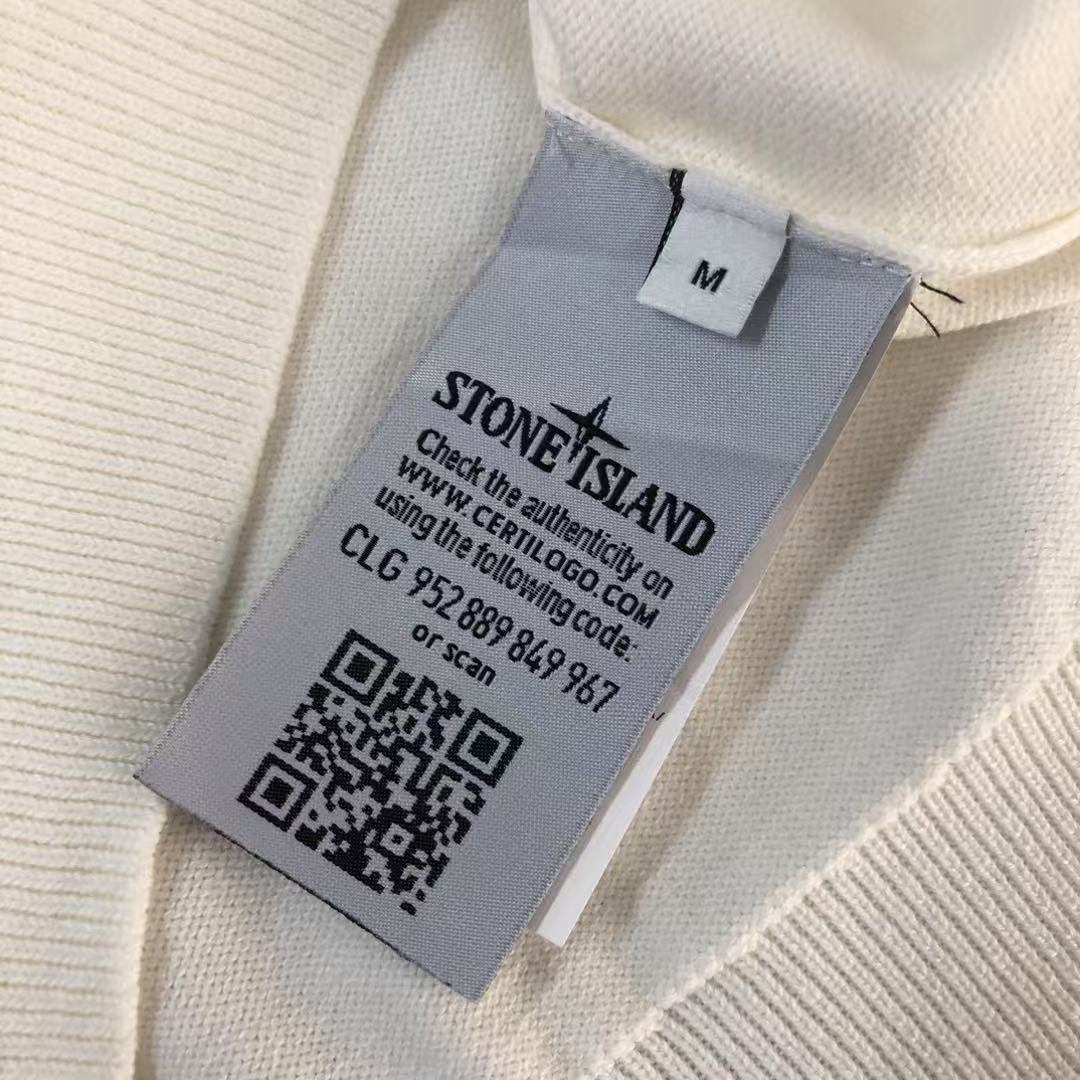 M
STONE ISLAND
Check the authenticity on
WWW.CERTILOGO.COM
using the following code:
CLG 952 889 849 967
or scan